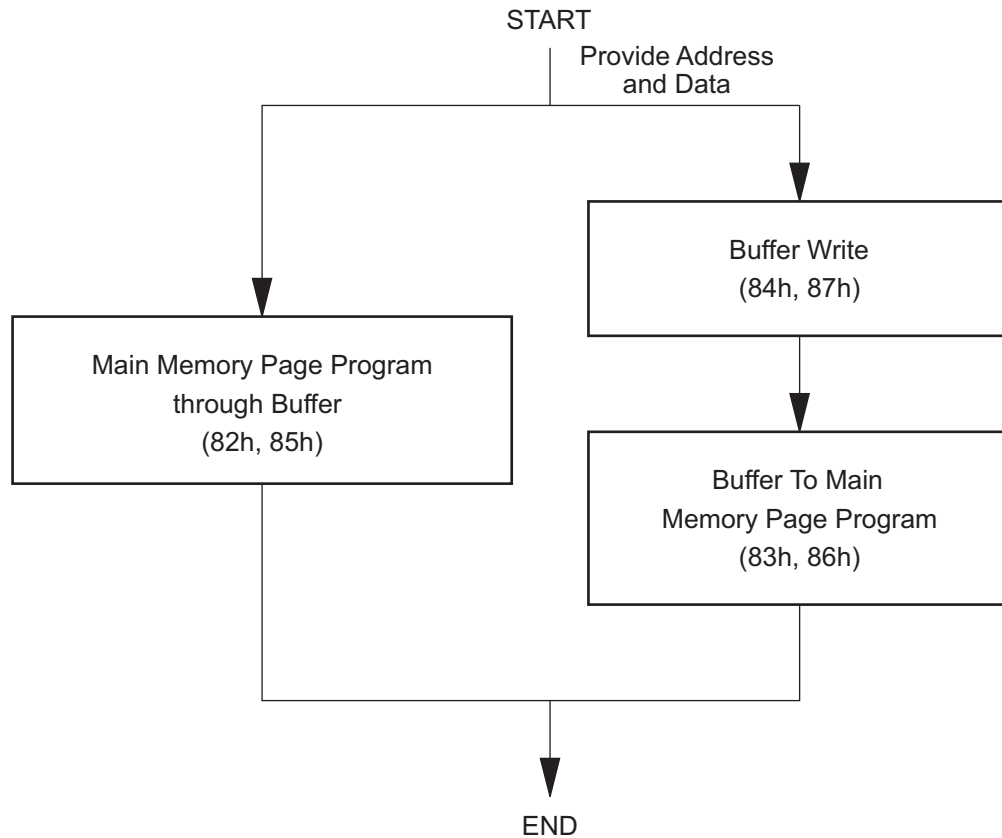 START
Provide Address
and Data
Buffer Write
(84h, 87h)
Main Memory Page Program
through Buffer
(82h, 85h)
Buffer To Main
Memory Page Program
(83h, 86h)
END